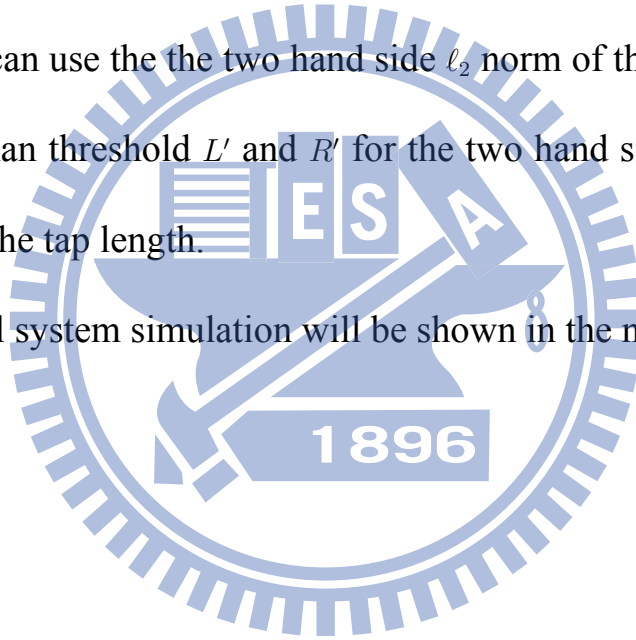 can use the the two hand side ℓ₂ norm of th
an threshold L′ and R′ for the two hand s
he tap length.
l system simulation will be shown in the n
E S A
1896